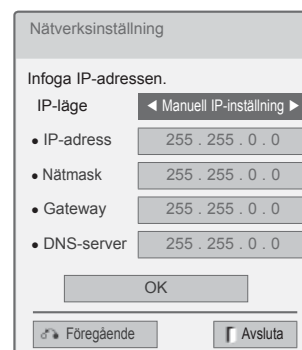 Nätverksinställning
Infoga IP-adressen.
IP-läge ◀ Manuell IP-inställning ▶
• IP-adress 255 . 255 . 0 . 0
• Nätmask 255 . 255 . 0 . 0
• Gateway 255 . 255 . 0 . 0
• DNS-server 255 . 255 . 0 . 0
OK
Föregående Avsluta